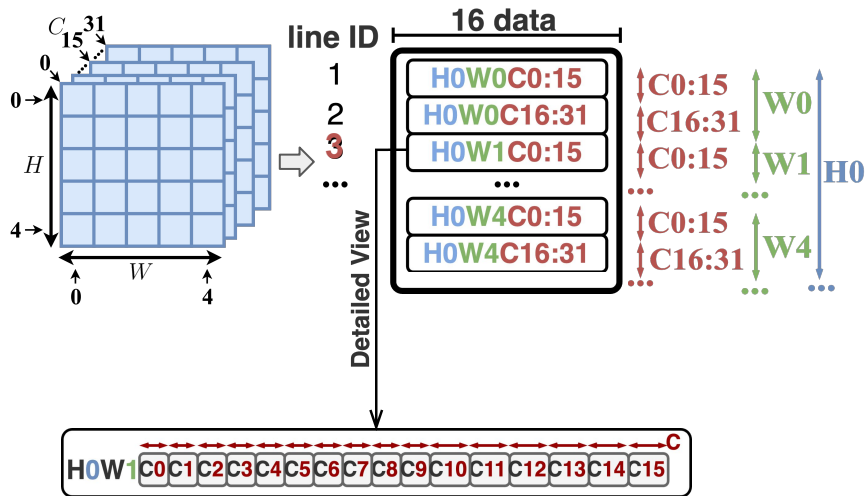 C
0
15
31
0
4
H
W
0
4
line ID
1
2
3
...
16 data
H0W0C0:15
H0W0C16:31
H0W1C0:15
...
H0W4C0:15
H0W4C16:31
C0:15
C16:31
C0:15
...
C0:15
C16:31
...
W0
W1
...
W4
...
H0
...
Detailed View
C
H0W1 C0 C1 C2 C3 C4 C5 C6 C7 C8 C9 C10 C11 C12 C13 C14 C15